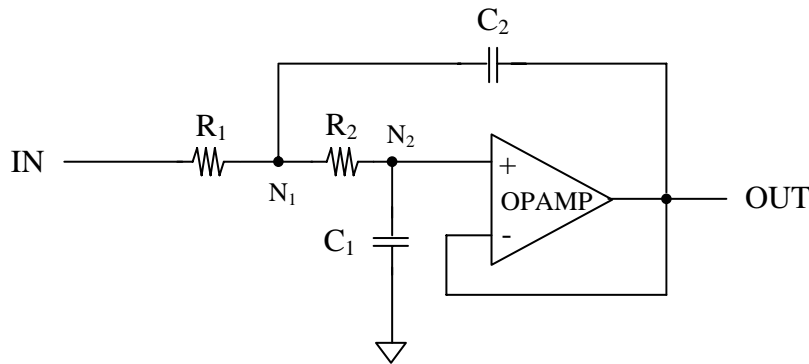 C₂
R₁
R₂
N₂
IN
N₁
+
OPAMP
-
OUT
C₁